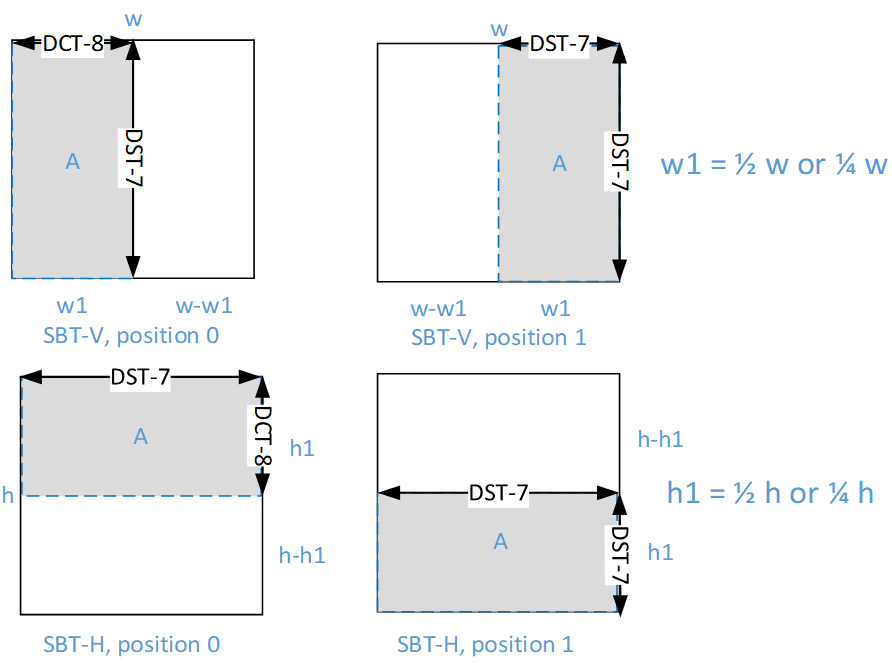 w
DCT-8
DST-7
A
w1
w-w1
SBT-V, position 0
w
DST-7
DST-7
A
w-w1
w1
SBT-V, position 1
w1 = ½ w or ¼ w
DST-7
DCT-8
A
h1
h
h-h1
SBT-H, position 0
h-h1
DST-7
A
DST-7
h1
SBT-H, position 1
h1 = ½ h or ¼ h